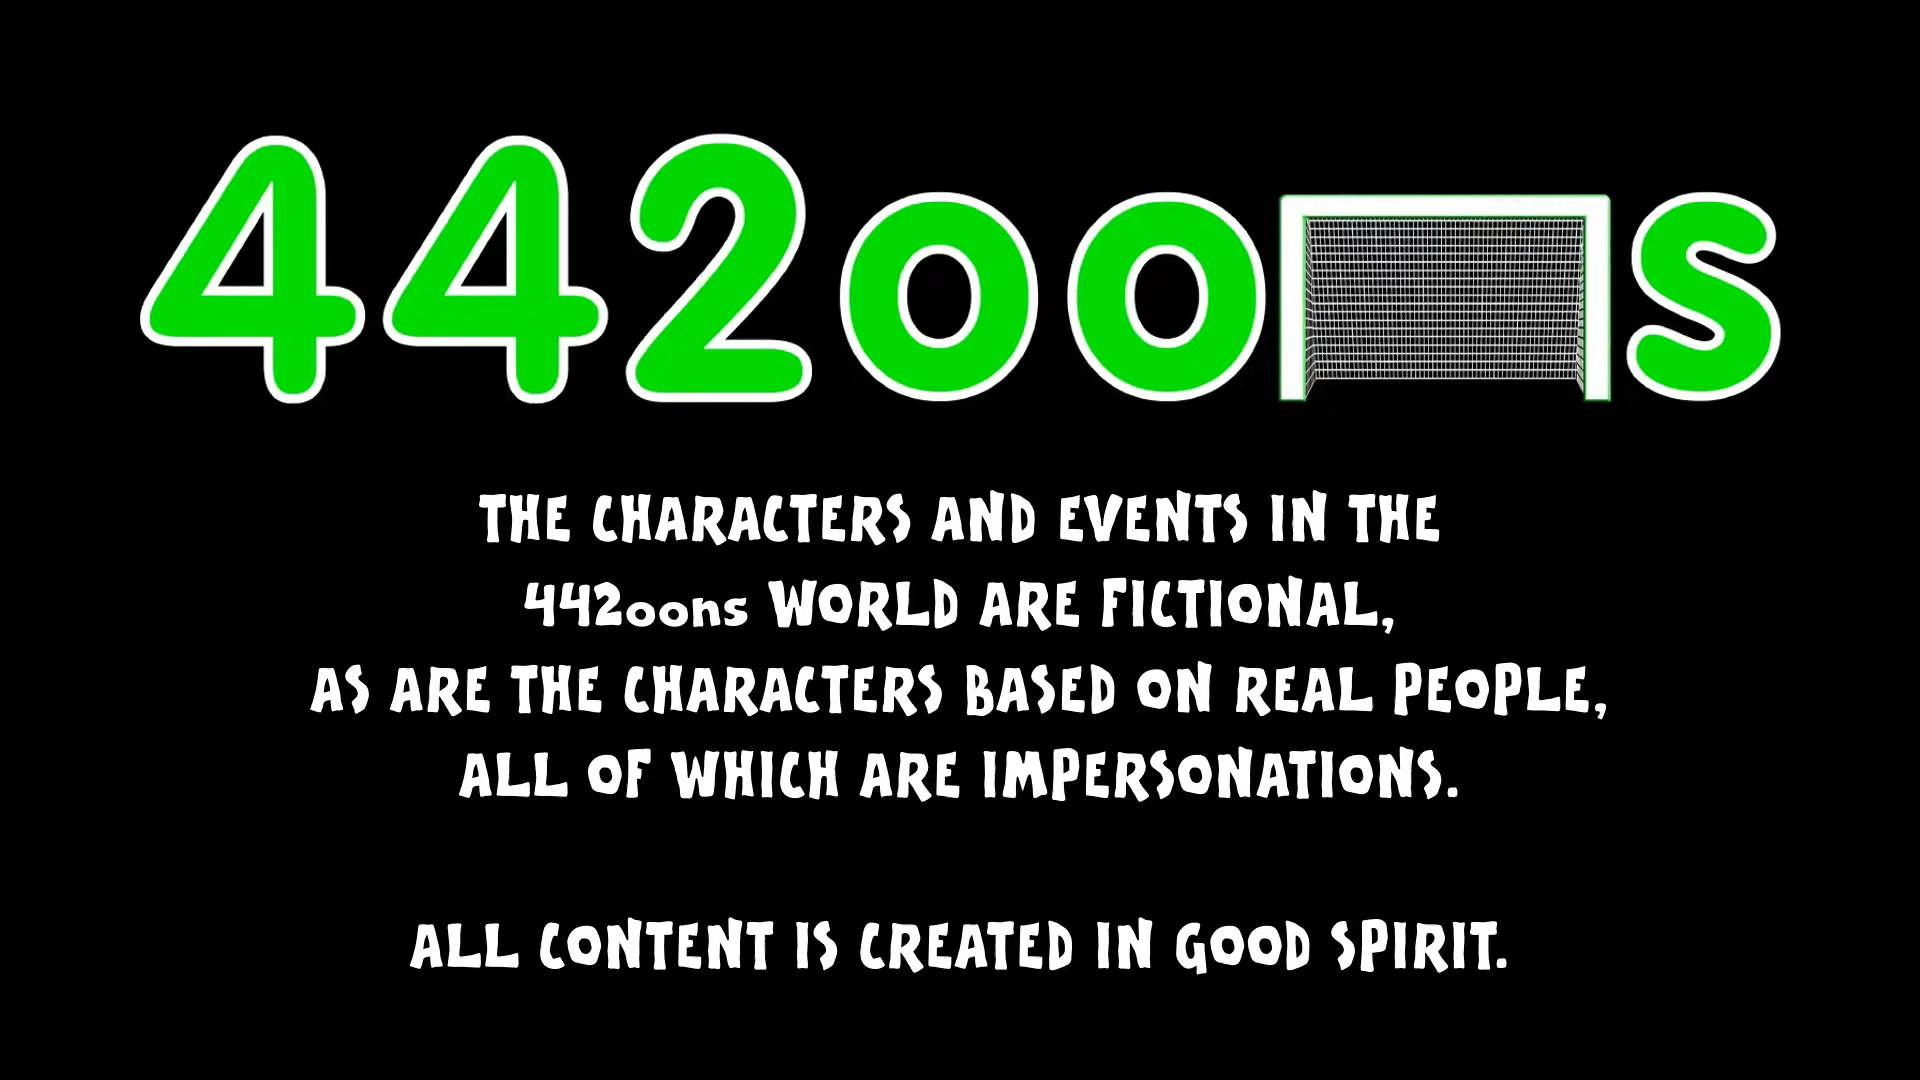 442oons
THE CHARACTERS AND EVENTS IN THE
442oons WORLD ARE FICTIONAL,
AS ARE THE CHARACTERS BASED ON REAL PEOPLE,
ALL OF WHICH ARE IMPERSONATIONS.
ALL CONTENT IS CREATED IN GOOD SPIRIT.